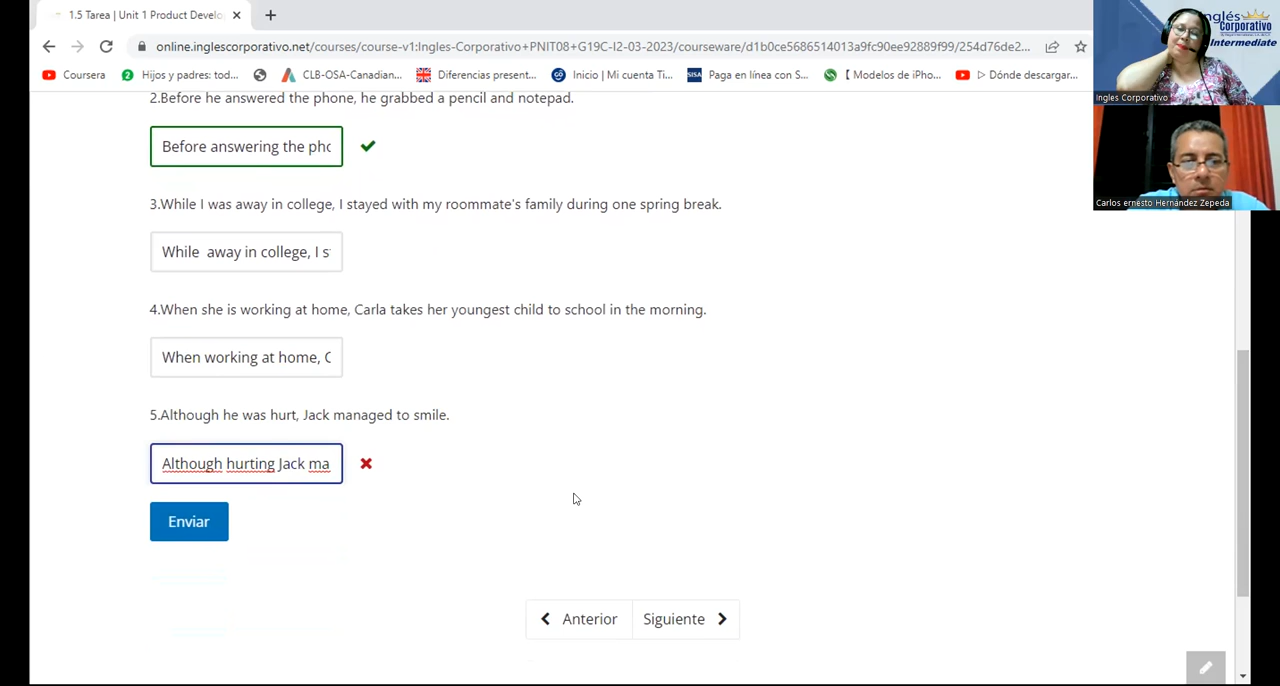 1.5 Tarea | Unit 1 Product Develo
online.inglescorporativo.net/courses/course-v1:Ingles-Corporativo+PNIT08+G19C-I2-03-2023/courseware/d1b0ce5686514013a9fc90ee92889f99/254d76de2...
Coursera
Hijos y padres: tod...
CLB-OSA-Canadian...
Diferencias present...
Inicio | Mi cuenta Ti...
Paga en línea con S...
【 Modelos de iPho...
▷ Dónde descargar...
Inglés
Corporativo
Intermediate
Ingles Corporativo
Carlos ernesto Hernández Zepeda
2.Before he answered the phone, he grabbed a pencil and notepad.
Before answering the pho
3.While I was away in college, I stayed with my roommate's family during one spring break.
While  away in college, I s
4.When she is working at home, Carla takes her youngest child to school in the morning.
When working at home, C
5.Although he was hurt, Jack managed to smile.
Although hurting Jack ma
Enviar
Anterior
Siguiente